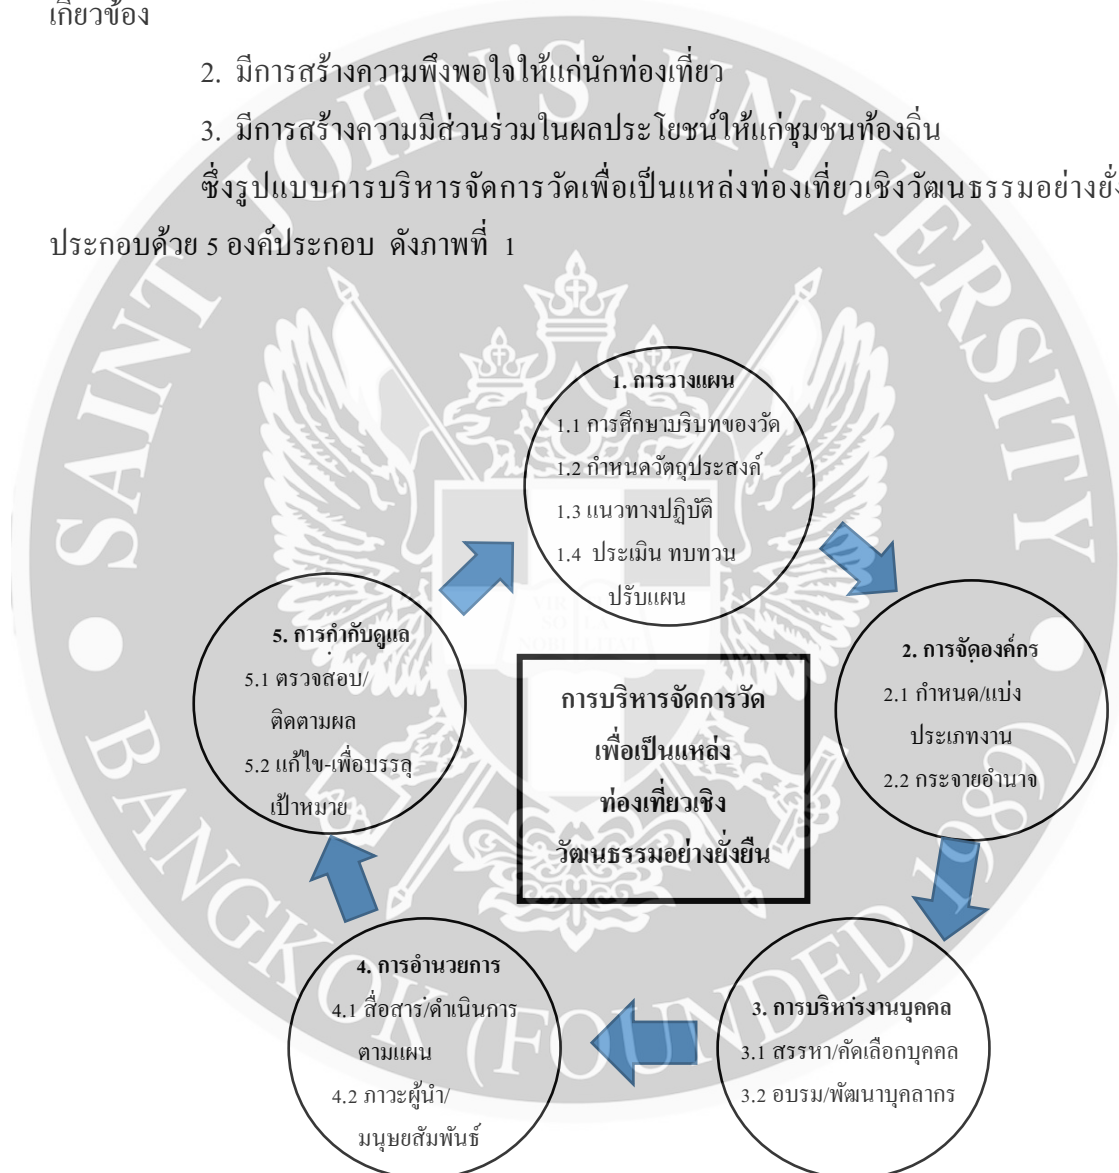 เกี่ยวข้อง
2. มีการสร้างความพึงพอใจให้แก่นักท่องเที่ยว
3. มีการสร้างความมีส่วนร่วมในผลประโยชน์ให้แก่ชุมชนท้องถิ่น
ซึ่งรูปแบบการบริหารจัดการวัดเพื่อเป็นแหล่งท่องเที่ยวเชิงวัฒนธรรมอย่างยั่ง
ประกอบด้วย 5 องค์ประกอบ ดังภาพที่ 1
1. การวางแผน
1.1 การศึกษาบริบทของวัด
1.2 กำหนดวัตถุประสงค์
1.3 แนวทางปฏิบัติ
1.4 ประเมิน ทบทวน
ปรับแผน
2. การจัดองค์กร
2.1 กำหนด/แบ่ง
ประเภทงาน
2.2 กระจายอำนาจ
3. การบริหารงานบุคคล
3.1 สรรหา/คัดเลือกบุคคล
3.2 อบรม/พัฒนาบุคลากร
4. การอำนวยการ
4.1 สื่อสาร/ดำเนินการ
ตามแผน
4.2 ภาวะผู้นำ/
มนุษยสัมพันธ์
5. การกำกับดูแล
5.1 ตรวจสอบ/
ติดตามผล
5.2 แก้ไข-เพื่อบรรลุ
เป้าหมาย
การบริหารจัดการวัด
เพื่อเป็นแหล่ง
ท่องเที่ยวเชิง
วัฒนธรรมอย่างยั่งยืน
SAINT JOHN'S UNIVERSITY
BANGKOK (FOUNDED 1989)